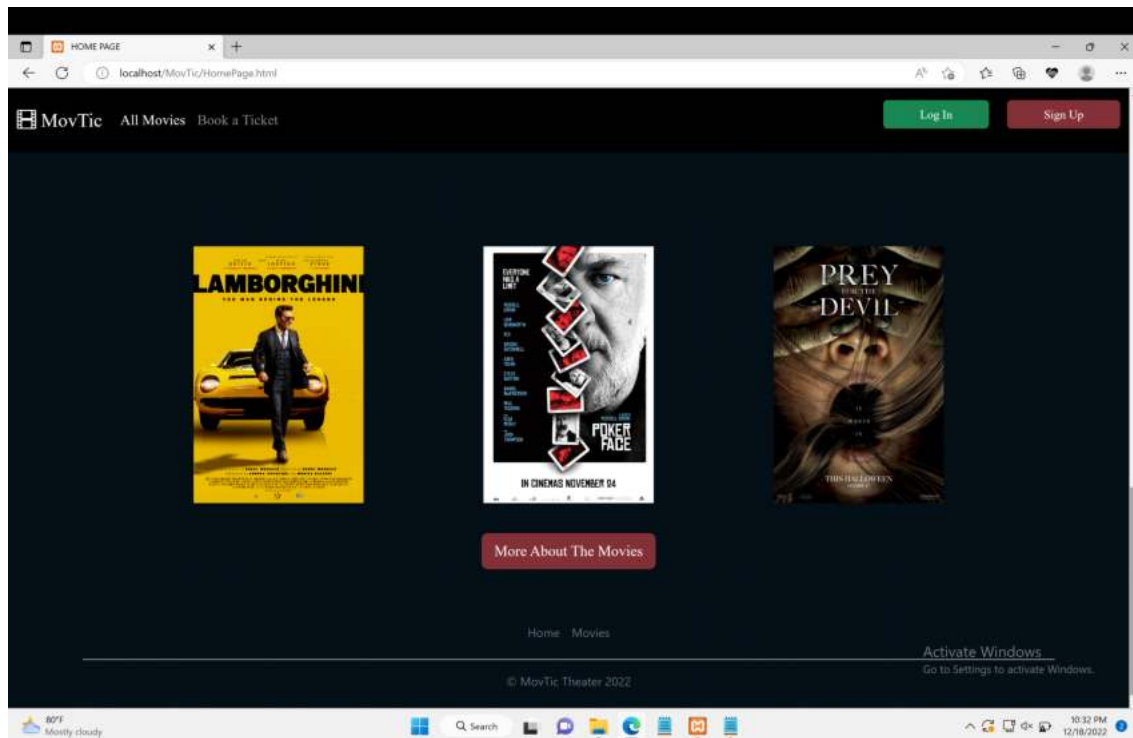 HOME PAGE
localhost/MovTic/HomePage.html
MovTic All Movies Book a Ticket Log In Sign Up
LAMBORGHINI
THE MAN BEHIND THE LEGEND
EVERYONE
HAS A
LIMIT
POKER
FACE
IN CINEMAS NOVEMBER 24
PREY
FOR THE
DEVIL
THIS HALLOWEEN
More About The Movies
Home Movies
Activate Windows
Go to Settings to activate Windows.
© MovTic Theater 2022
80°F
Mostly cloudy
Search
10:32 PM
12/18/2022
2